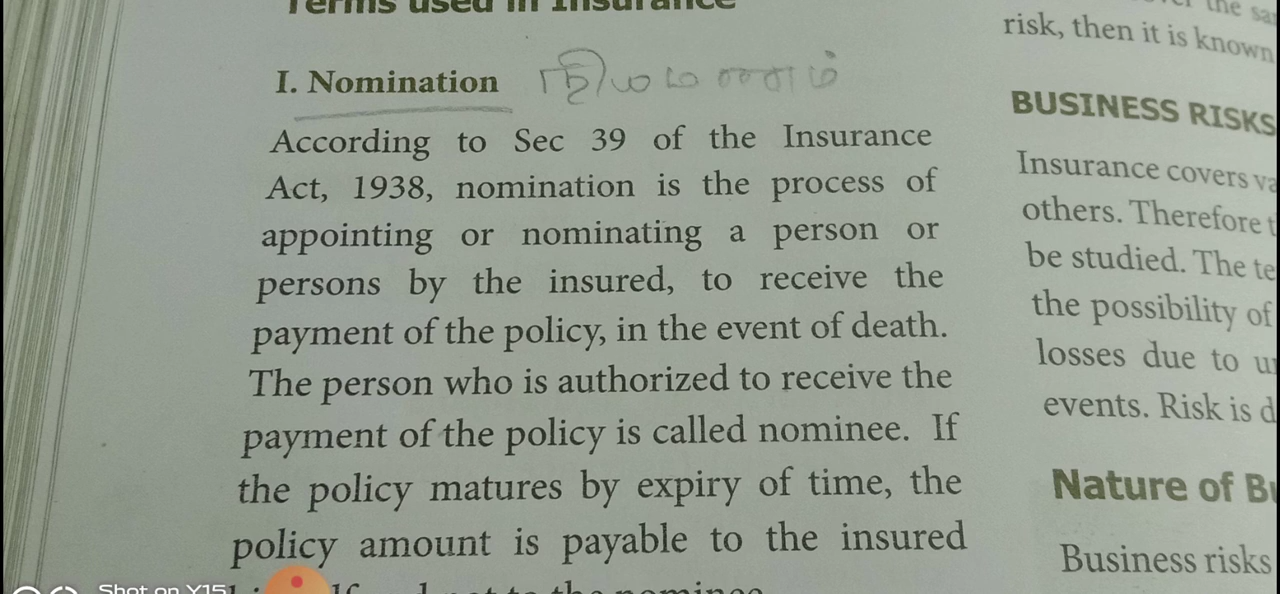 Terms used in Insurance
I. Nomination நியமனம்
According to Sec 39 of the Insurance
Act, 1938, nomination is the process of
appointing or nominating a person or
persons by the insured, to receive the
payment of the policy, in the event of death.
The person who is authorized to receive the
payment of the policy is called nominee. If
the policy matures by expiry of time, the
policy amount is payable to the insured
to the nominee
Shot on Y15
the
risk, then it is known
BUSINESS RISKS
Insurance covers
others. Therefore
be studied. The
the possibility of
losses due to
events. Risk is
Nature of
Business risks